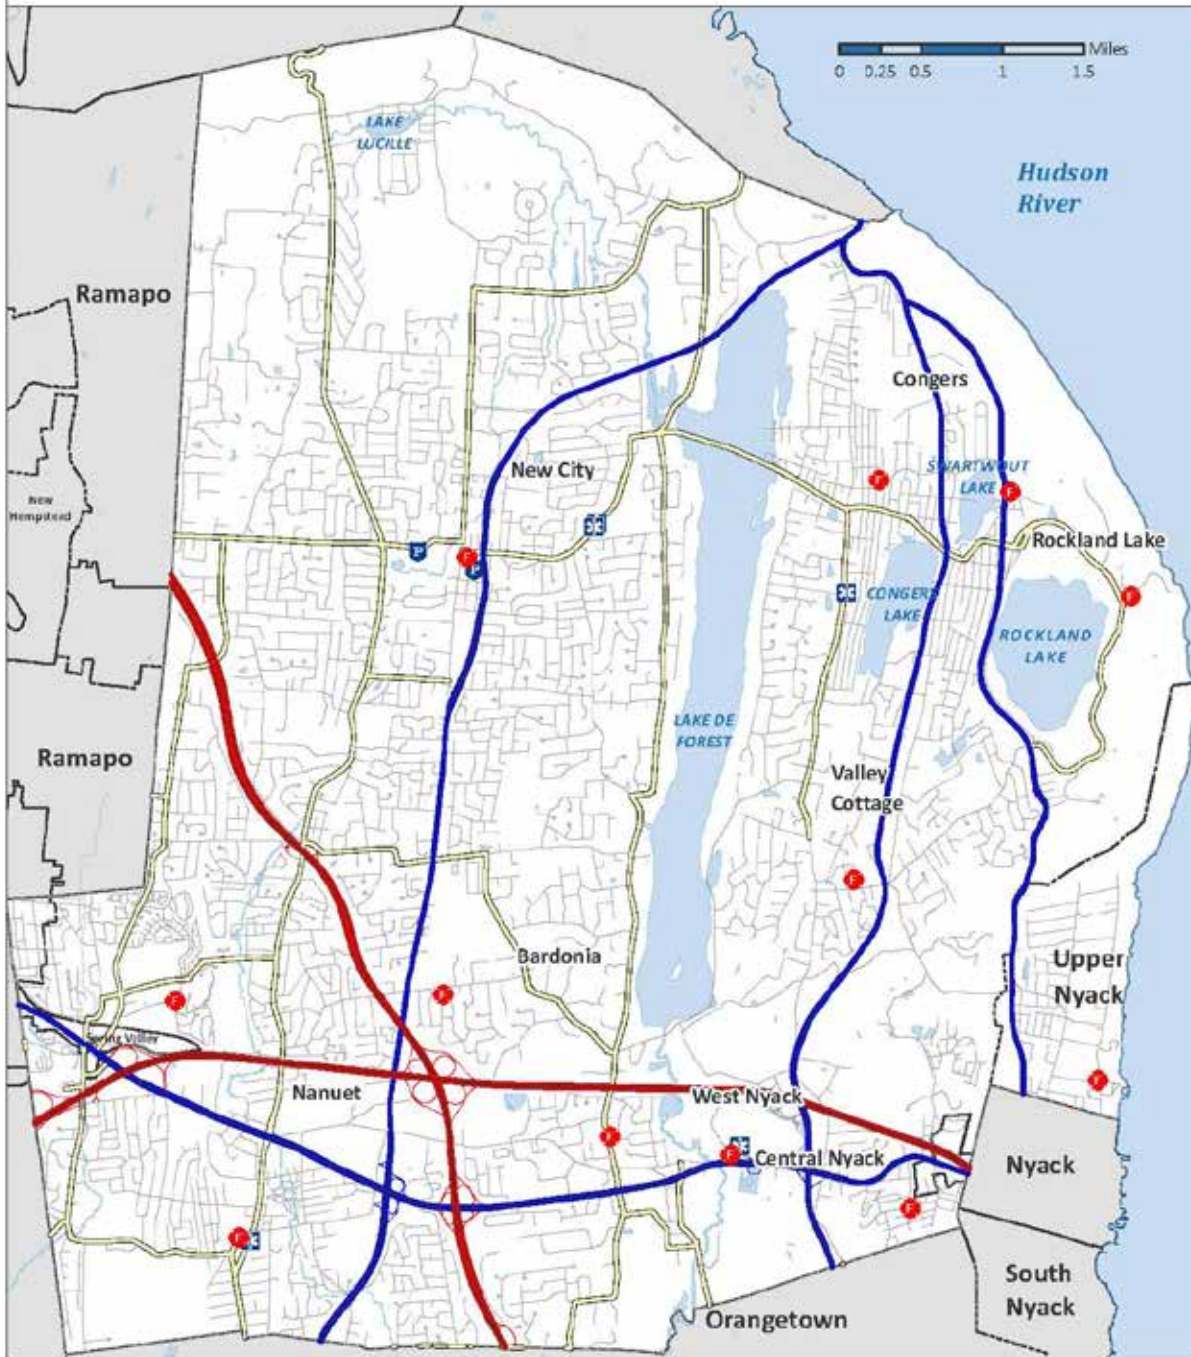 Miles
0 0.25 0.5 1 1.5
LAKE
LUCILLE
Hudson
River
Ramapo
Congers
New City
SWARTWOUT
LAKE
F
F
New
Hempstead
P
F
P
Rockland Lake
CONGERS
LAKE
F
ROCKLAND
LAKE
LAKE DE
FOREST
Ramapo
Valley
Cottage
F
Bardonia
Upper
Nyack
F
F
Spring Valley
Nanuet
West Nyack
F
F
F
Central Nyack
Nyack
F
F
South
Nyack
Orangetown